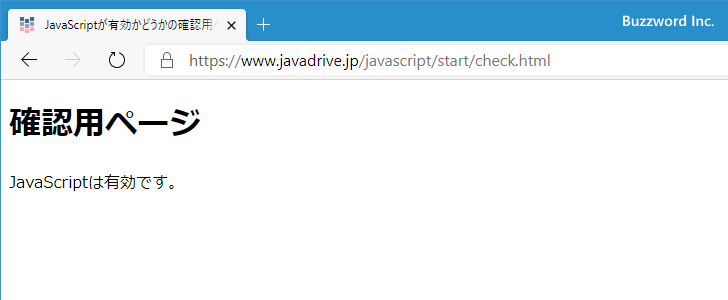 JavaScriptが有効かどうかの確認用
Buzzword Inc.
https://www.javadrive.jp/javascript/start/check.html
確認用ページ
JavaScriptは有効です。